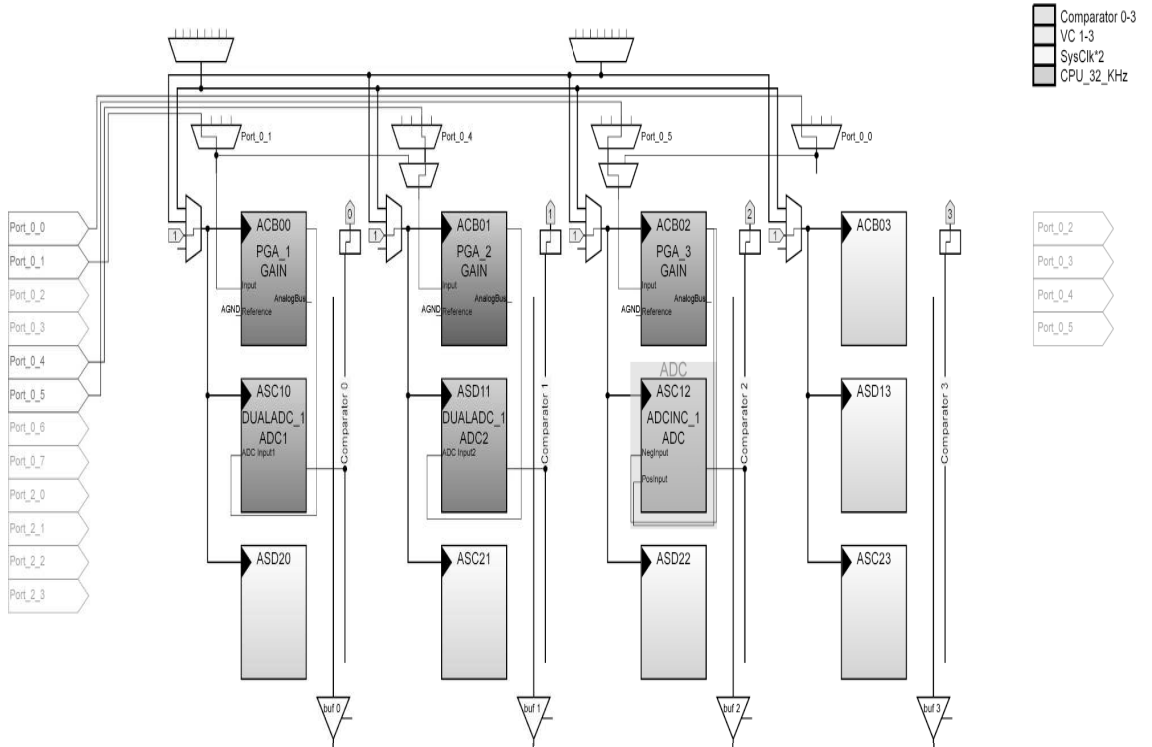 Comparator 0-3
VC 1-3
SysClk*2
CPU_32_KHz
Port_0_1
Port_0_4
Port_0_5
Port_0_0
Port_0_0
Port_0_1
Port_0_2
Port_0_3
Port_0_4
Port_0_5
Port_0_6
Port_0_7
Port_2_0
Port_2_1
Port_2_2
Port_2_3
1
ACB00
PGA_1
GAIN
Input
AnalogBus
AGND
Reference
0
1
ACB01
PGA_2
GAIN
Input
AnalogBus
AGND
Reference
1
1
ACB02
PGA_3
GAIN
Input
AnalogBus
AGND
Reference
2
1
ACB03
3
Port_0_2
Port_0_3
Port_0_4
Port_0_5
ASC10
DUALADC_1
ADC1
ADC Input1
Comparator 0
ASD11
DUALADC_1
ADC2
ADC Input2
Comparator 1
ADC
ASC12
ADCINC_1
ADC
NegInput
PosInput
Comparator 2
ASD13
Comparator 3
ASD20
ASC21
ASD22
ASC23
buf 0
buf 1
buf 2
buf 3